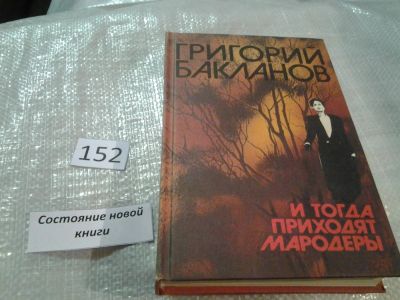 ГРИГОРИЙ
БАКЛАНОВ
152
И ТОГДА
ПРИХОДЯТ
МАРОДЕРЫ
Состояние новой
книги